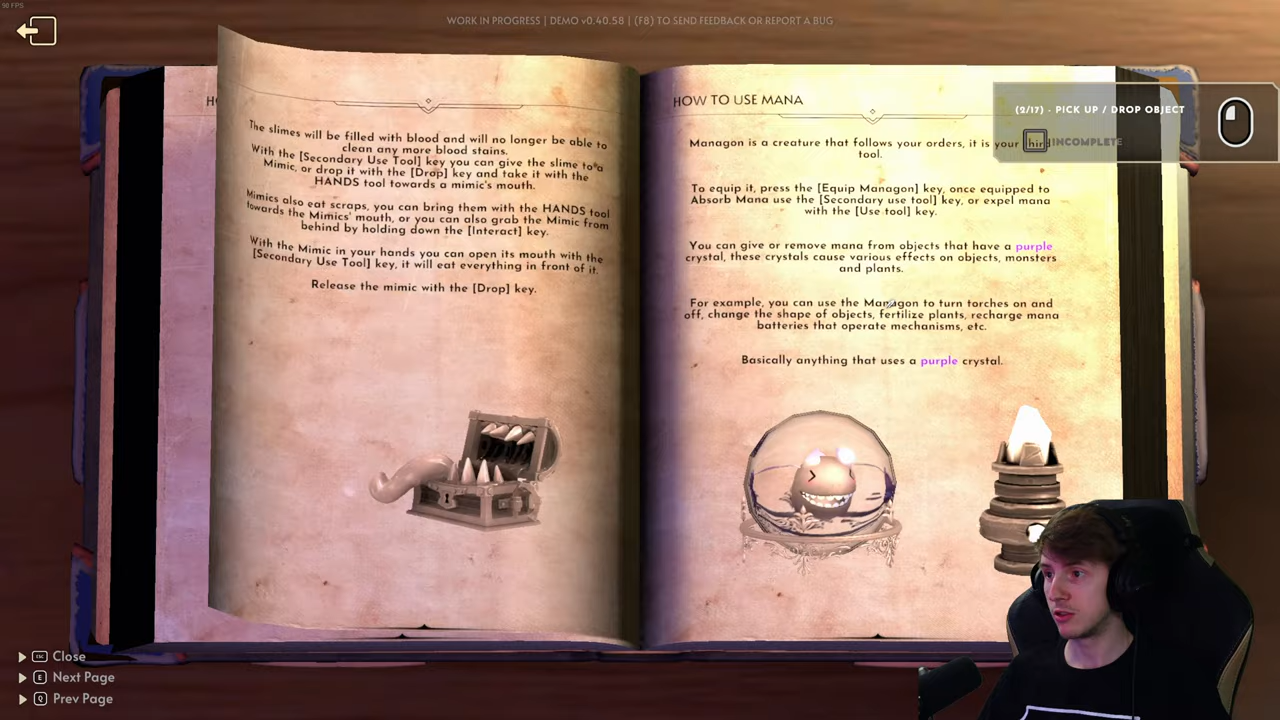 90 FPS
WORK IN PROGRESS | DEMO v0.40.58 | (F8) TO SEND FEEDBACK OR REPORT A BUG
The slimes will be filled with blood and will no longer be able to
clean any more blood stains.
With the [Secondary Use Tool] key you can give the slime to a
Mimic, or drop it with the [Drop] key and take it with the
HANDS tool towards a mimic's mouth.
Mimics also eat scraps, you can bring them with the HANDS tool
towards the Mimics' mouth, or you can also grab the Mimic from
behind by holding down the [Interact] key.
With the Mimic in your hands you can open its mouth with the
[Secondary Use Tool] key, it will eat everything in front of it.
Release the mimic with the [Drop] key.
HOW TO USE MANA
Managon is a creature that follows your orders, it is your
tool.
To equip it, press the [Equip Managon] key, once equipped to
Absorb Mana use the [Secondary use tool] key, or expel mana
with the [Use tool] key.
You can give or remove mana from objects that have a purple
crystal, these crystals cause various effects on objects, monsters
and plants.
For example, you can use the Managon to turn torches on and
off, change the shape of objects, fertilize plants, recharge mana
batteries that operate mechanisms, etc.
Basically anything that uses a purple crystal.
(2/17) - PICK UP / DROP OBJECT
INCOMPLETE
ESC Close
E Next Page
Q Prev Page